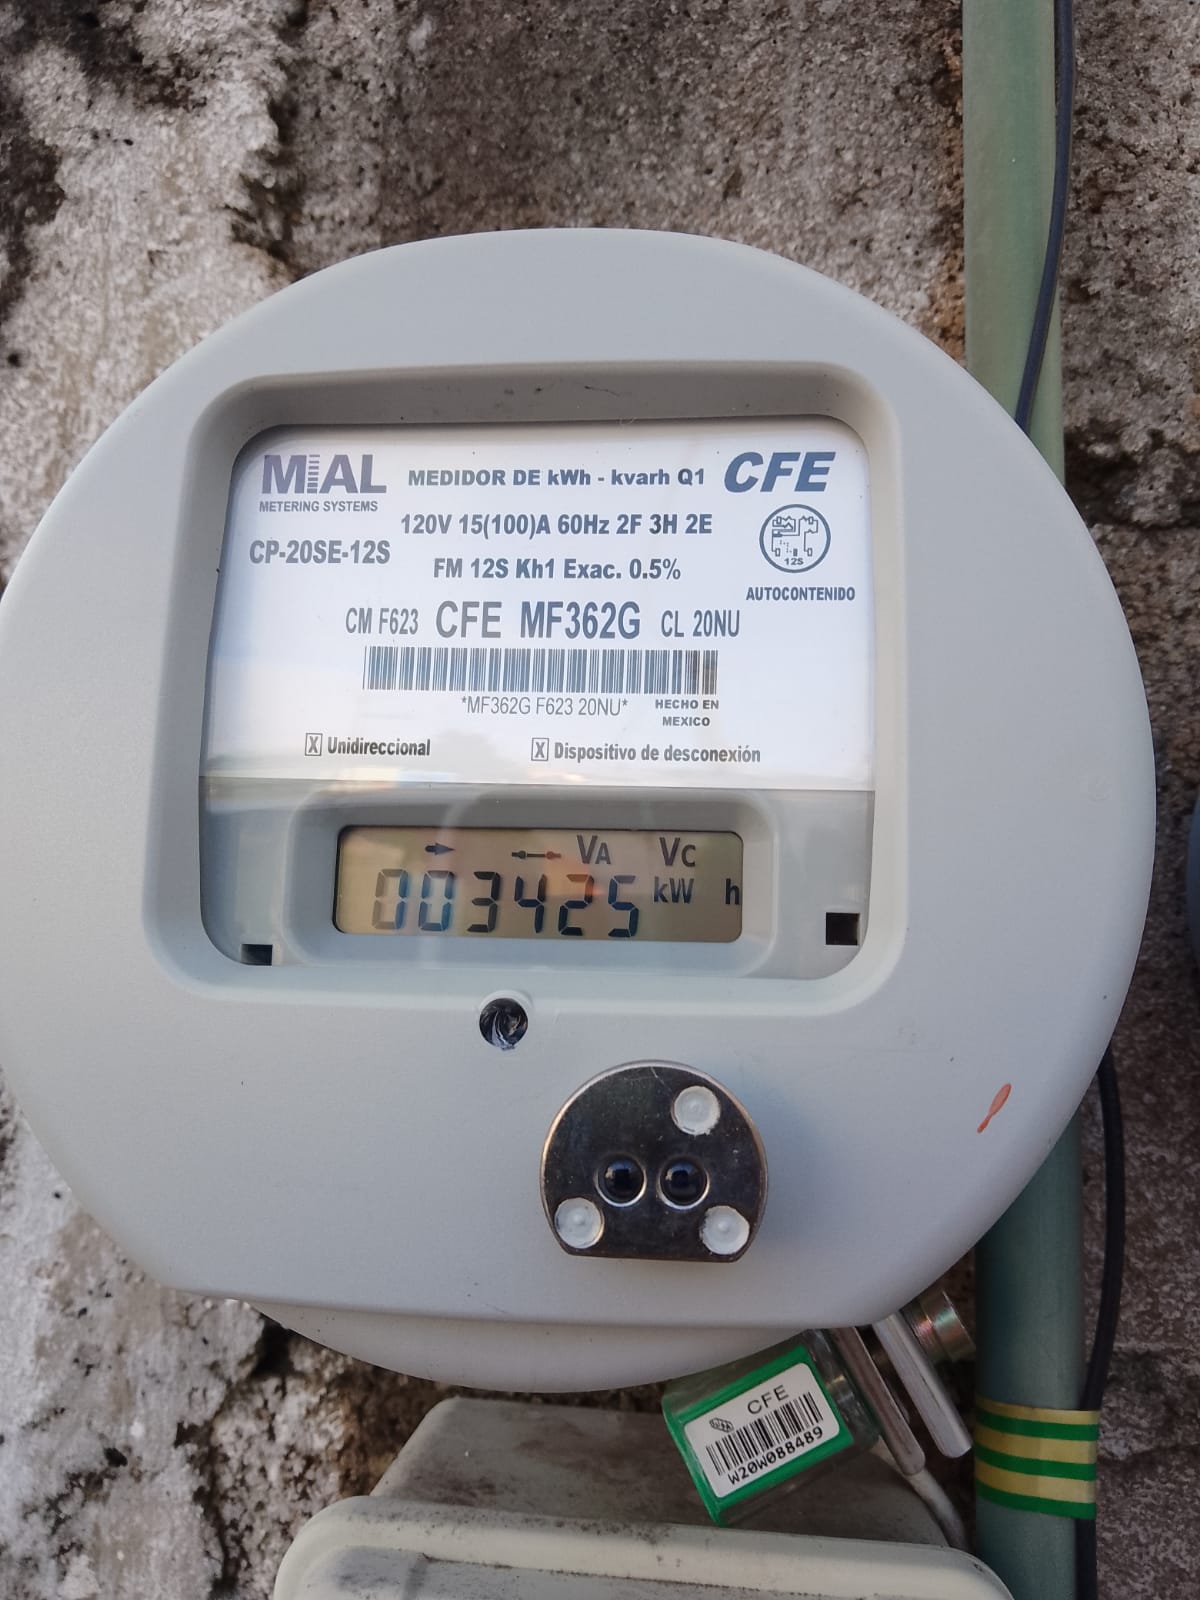 MIAL
METERING SYSTEMS
MEDIDOR DE kWh - kvarh Q1
CFE
120V 15(100)A 60Hz 2F 3H 2E
CP-20SE-12S
FM 12S Kh1 Exac. 0.5%
12S
AUTOCONTENIDO
CM F623 CFE MF362G CL 20NU
*MF362G F623 20NU*
HECHO EN
MEXICO
X Unidireccional
X Dispositivo de desconexión
VA VC
003425 kW h
CFE
W20W088489